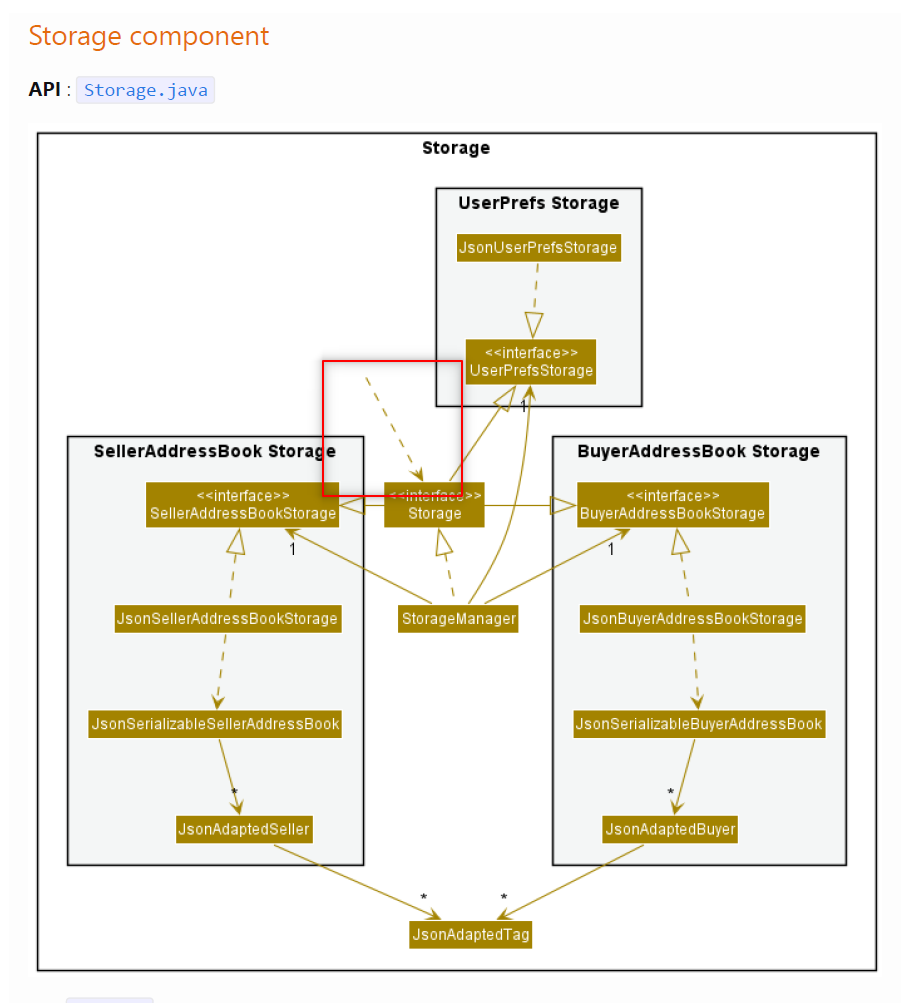 Storage component
API : Storage.java
Storage
UserPrefs Storage
JsonUserPrefsStorage
<<interface>>
UserPrefsStorage
1
SellerAddressBook Storage
BuyerAddressBook Storage
<<interface>>
SellerAddressBookStorage
<<interface>>
Storage
<<interface>>
BuyerAddressBookStorage
1
1
JsonSellerAddressBookStorage
StorageManager
JsonBuyerAddressBookStorage
JsonSerializableSellerAddressBook
JsonSerializableBuyerAddressBook
*
*
JsonAdaptedSeller
JsonAdaptedBuyer
*
*
JsonAdaptedTag